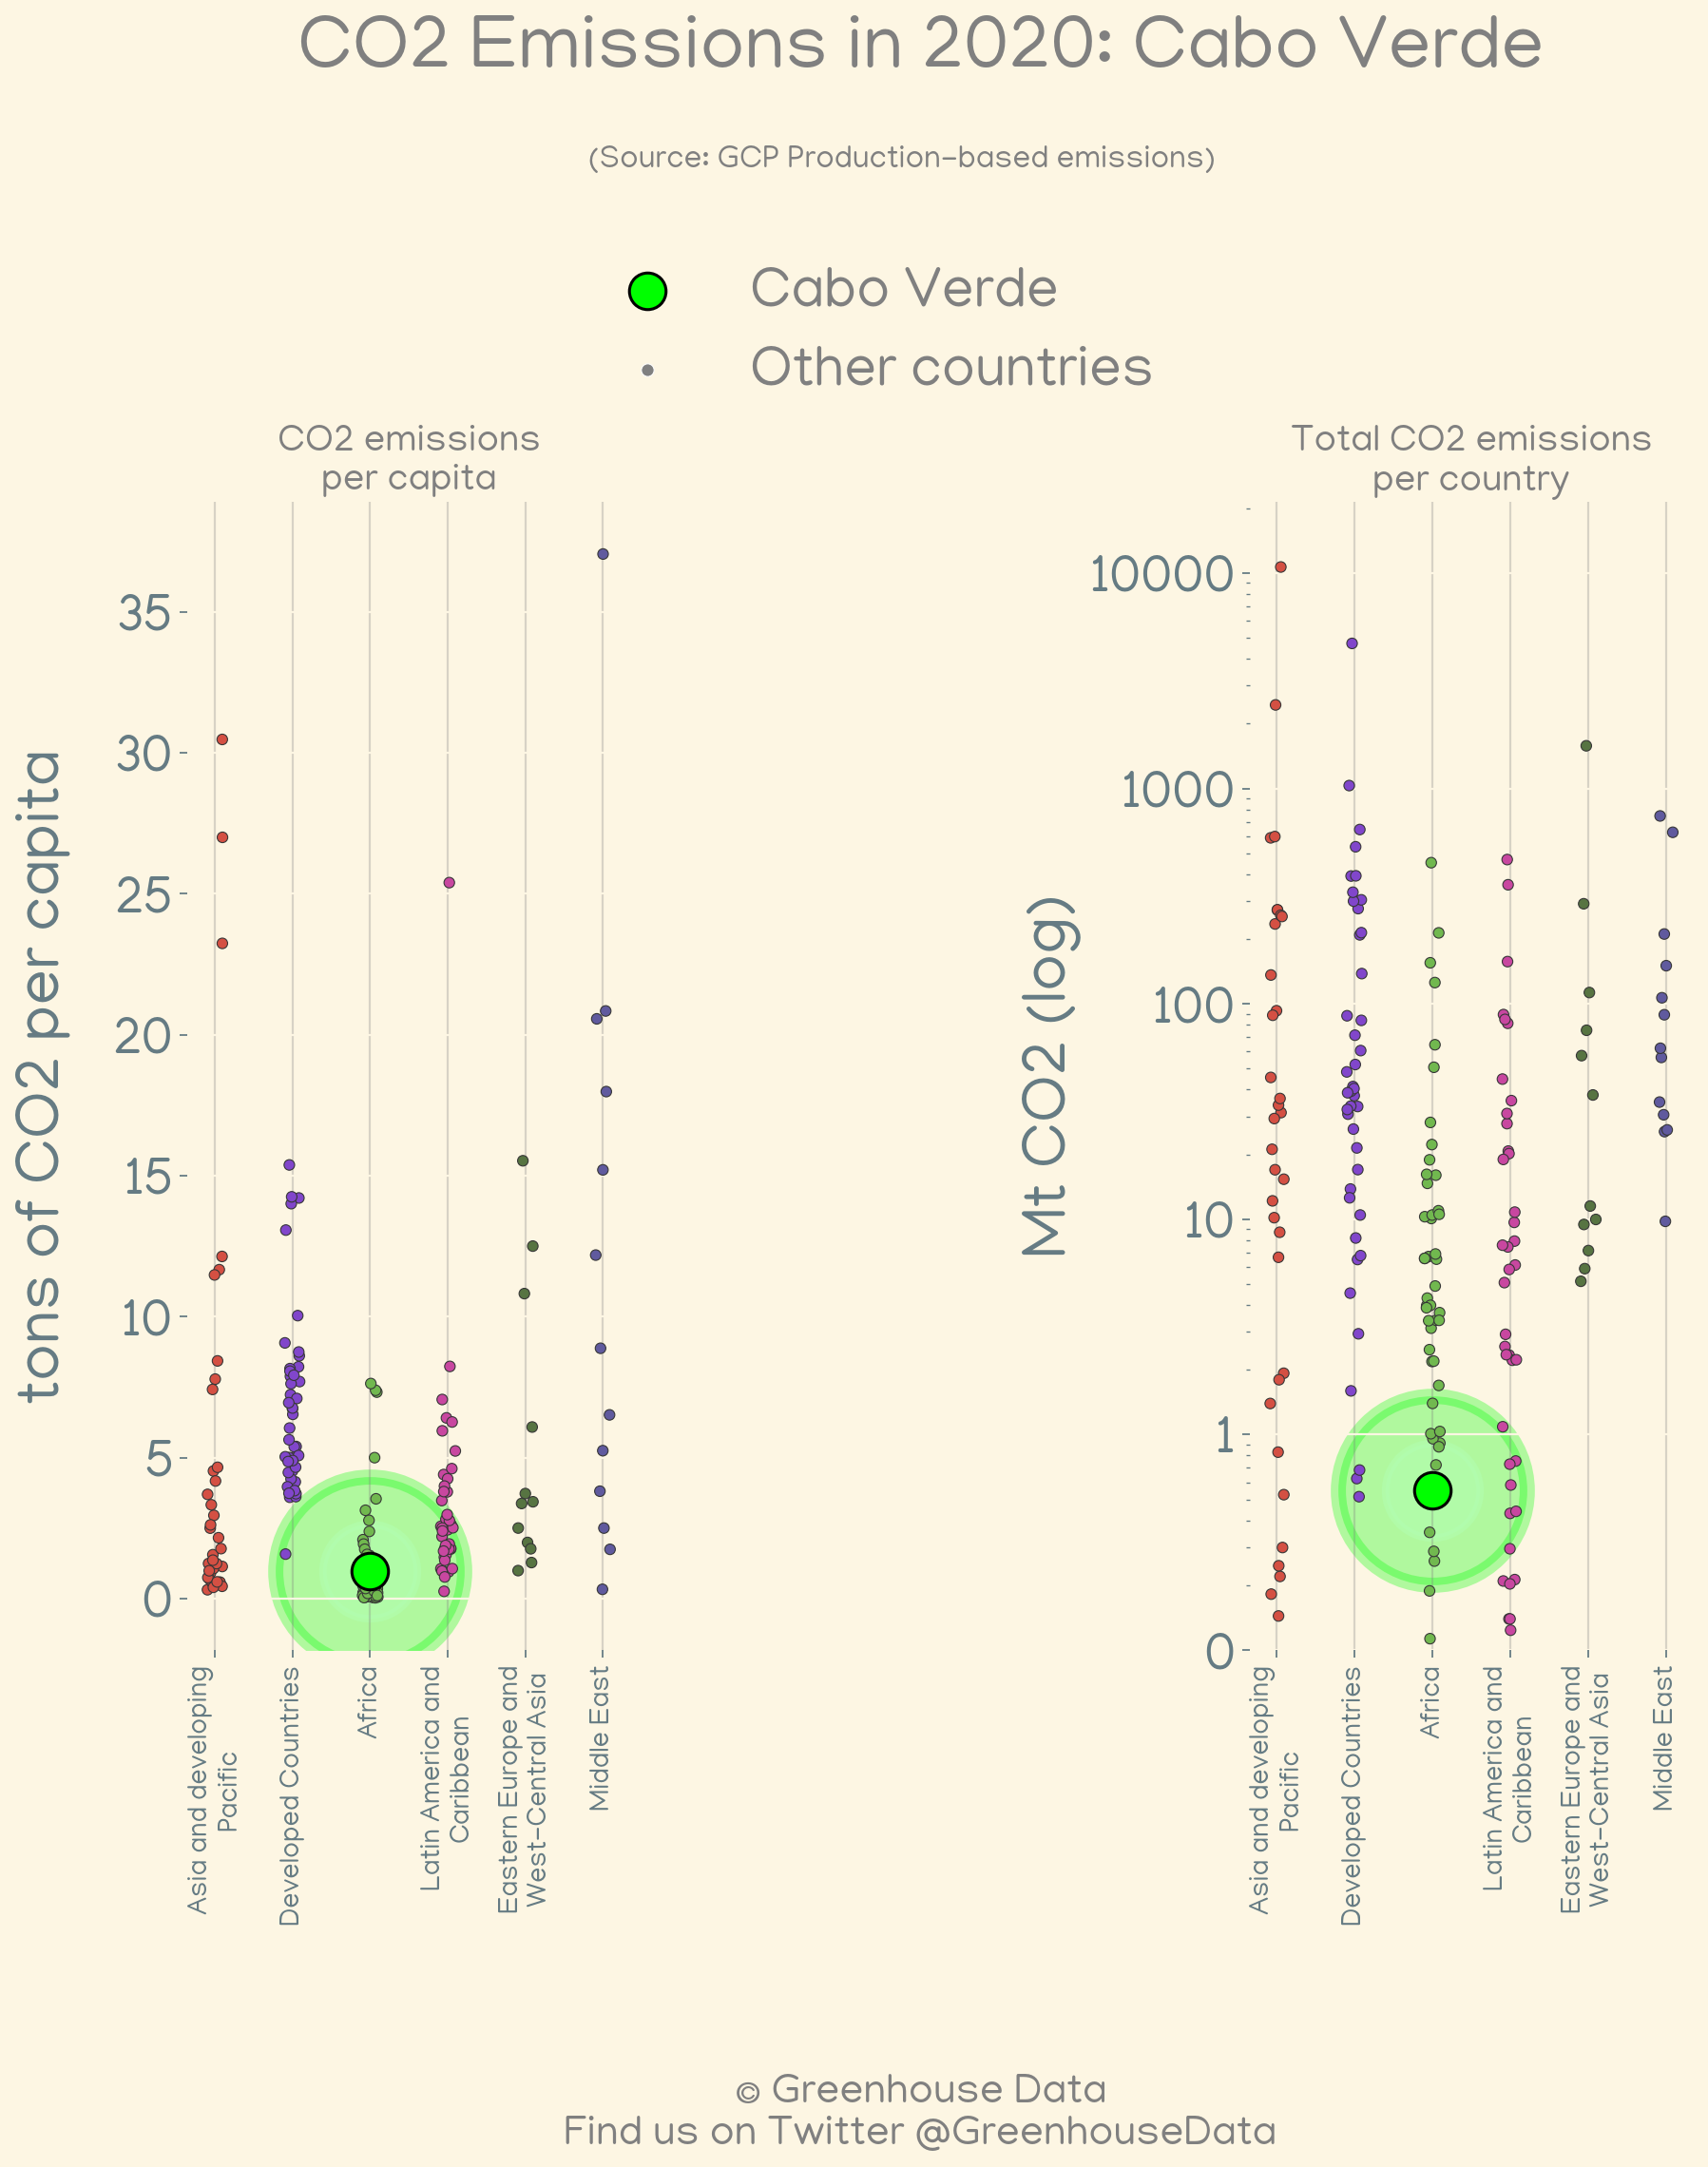 CO2 Emissions in 2020: Cabo Verde
(Source: GCP Production-based emissions)
Cabo Verde
Other countries
CO2 emissions
per capita
tons of CO2 per capita
35
30
25
20
15
10
5
0
Asia and developing
Pacific
Developed Countries
Africa
Latin America and
Caribbean
Eastern Europe and
West-Central Asia
Middle East
Total CO2 emissions
per country
Mt CO2 (log)
10000
1000
100
10
1
0
Asia and developing
Pacific
Developed Countries
Africa
Latin America and
Caribbean
Eastern Europe and
West-Central Asia
Middle East
© Greenhouse Data
Find us on Twitter @GreenhouseData